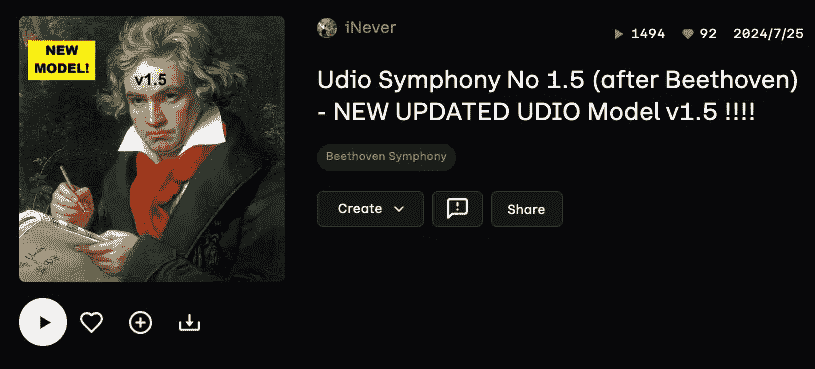 NEW
MODEL!
v1.5
iNever
1494 92 2024/7/25
Udio Symphony No 1.5 (after Beethoven)
- NEW UPDATED UDIO Model v1.5 !!!!
Beethoven Symphony
Create
Share